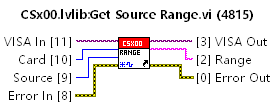 CSx00.lvlib:Get Source Range.vi (4815)
VISA In [11]
[3] VISA Out
CSX00
Card [10]
RANGE
[2] Range
Source [9]
[0] Error Out
Error In [8]